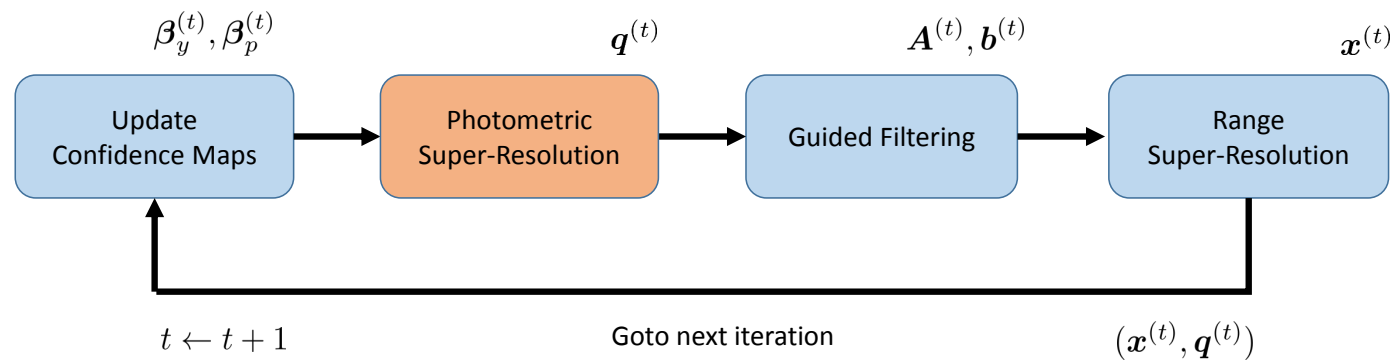 β_y^(t), β_p^(t)
q^(t)
A^(t), b^(t)
x^(t)
Update
Confidence Maps
Photometric
Super-Resolution
Guided Filtering
Range
Super-Resolution
t ← t + 1
Goto next iteration
(x^(t), q^(t))